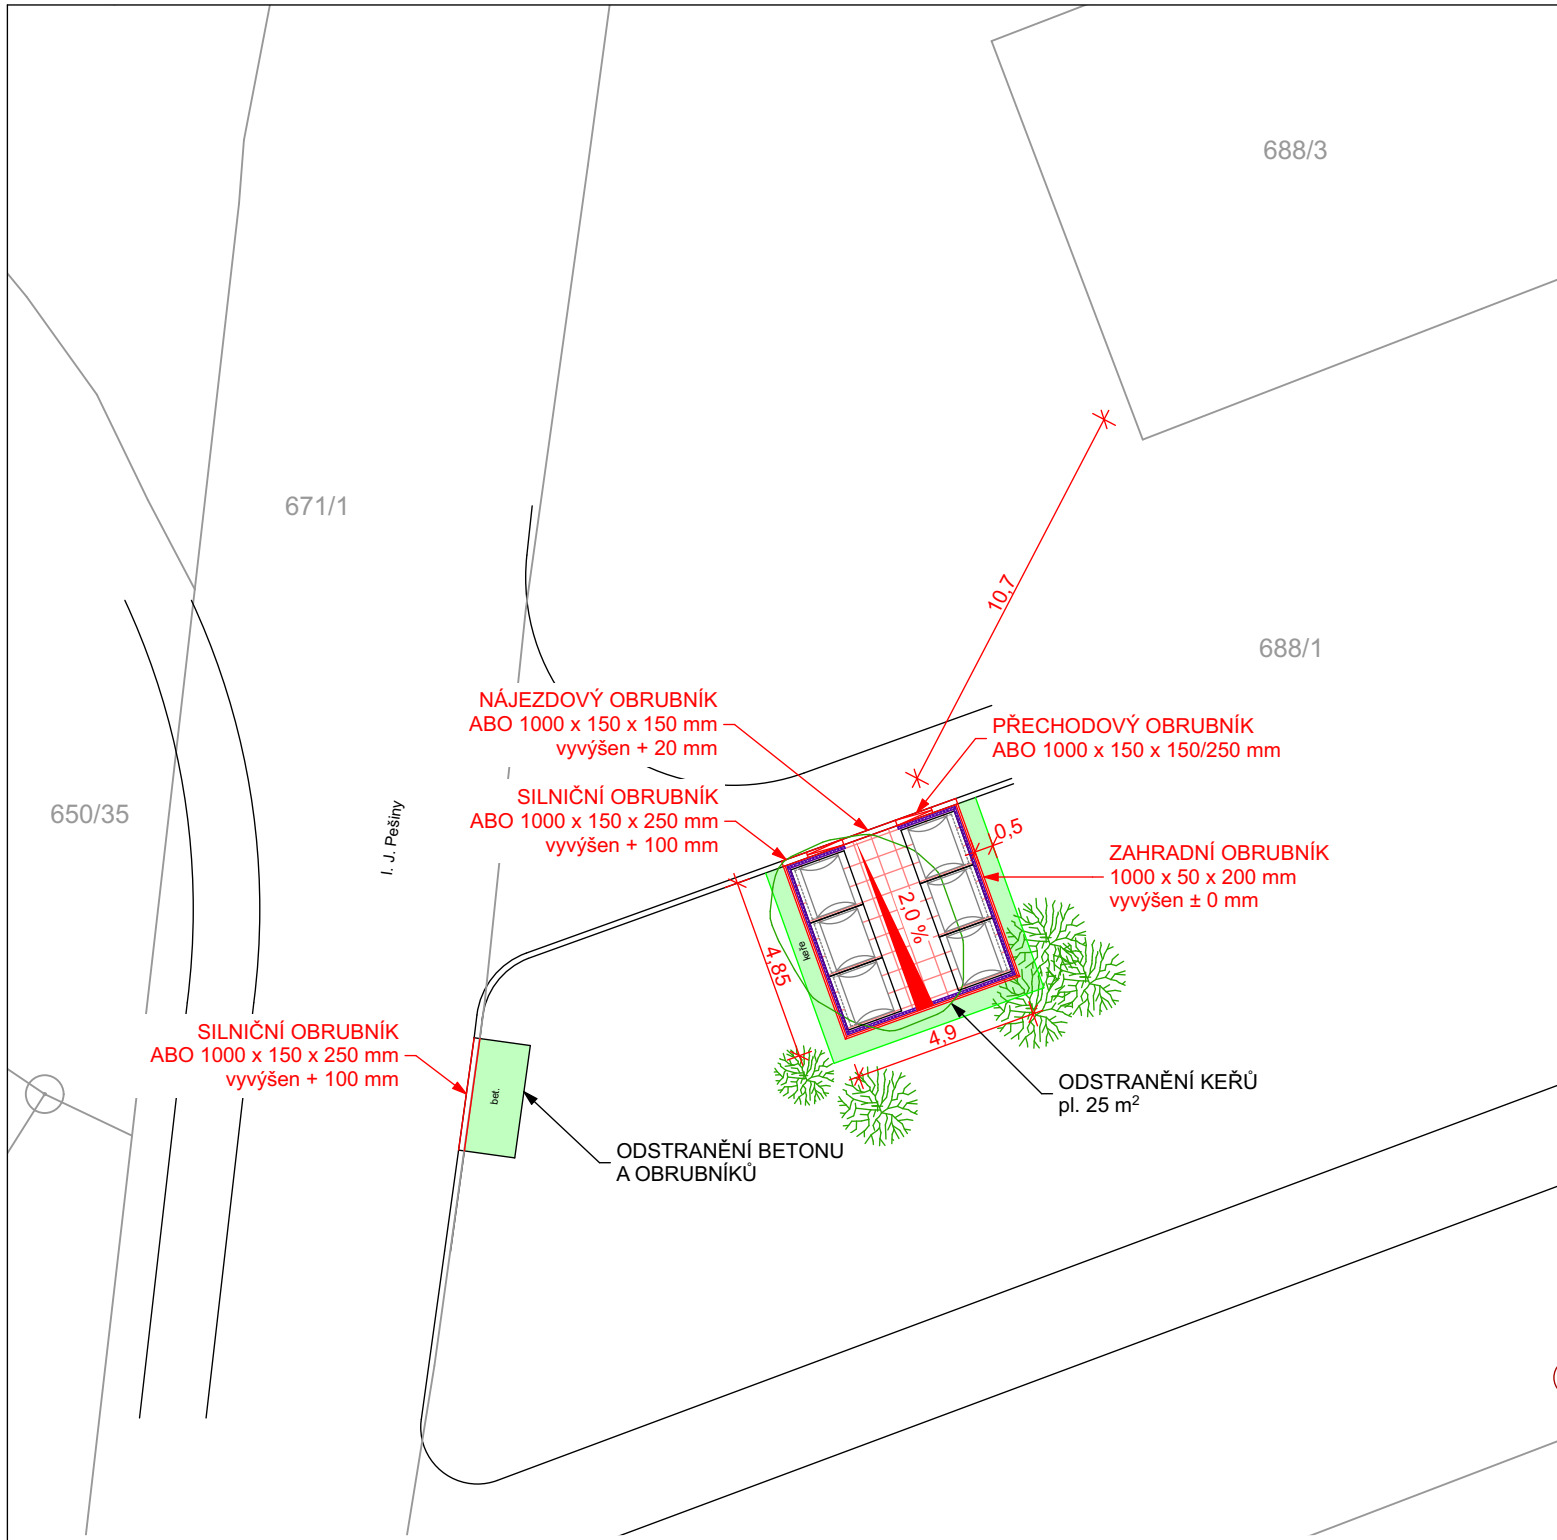 688/3
671/1
10,7
688/1
NÁJEZDOVÝ OBRUBNÍK
ABO 1000 x 150 x 150 mm
vyvýšen + 20 mm
PŘECHODOVÝ OBRUBNÍK
ABO 1000 x 150 x 150/250 mm
SILNIČNÍ OBRUBNÍK
ABO 1000 x 150 x 250 mm
vyvýšen + 100 mm
650/35
I. J. Pešiny
0,5
ZAHRADNÍ OBRUBNÍK
1000 x 50 x 200 mm
vyvýšen ± 0 mm
2,0 %
keře
4,85
4,9
SILNIČNÍ OBRUBNÍK
ABO 1000 x 150 x 250 mm
vyvýšen + 100 mm
bet.
ODSTRANĚNÍ KEŘŮ
pl. 25 m²
ODSTRANĚNÍ BETONU
A OBRUBNÍKŮ